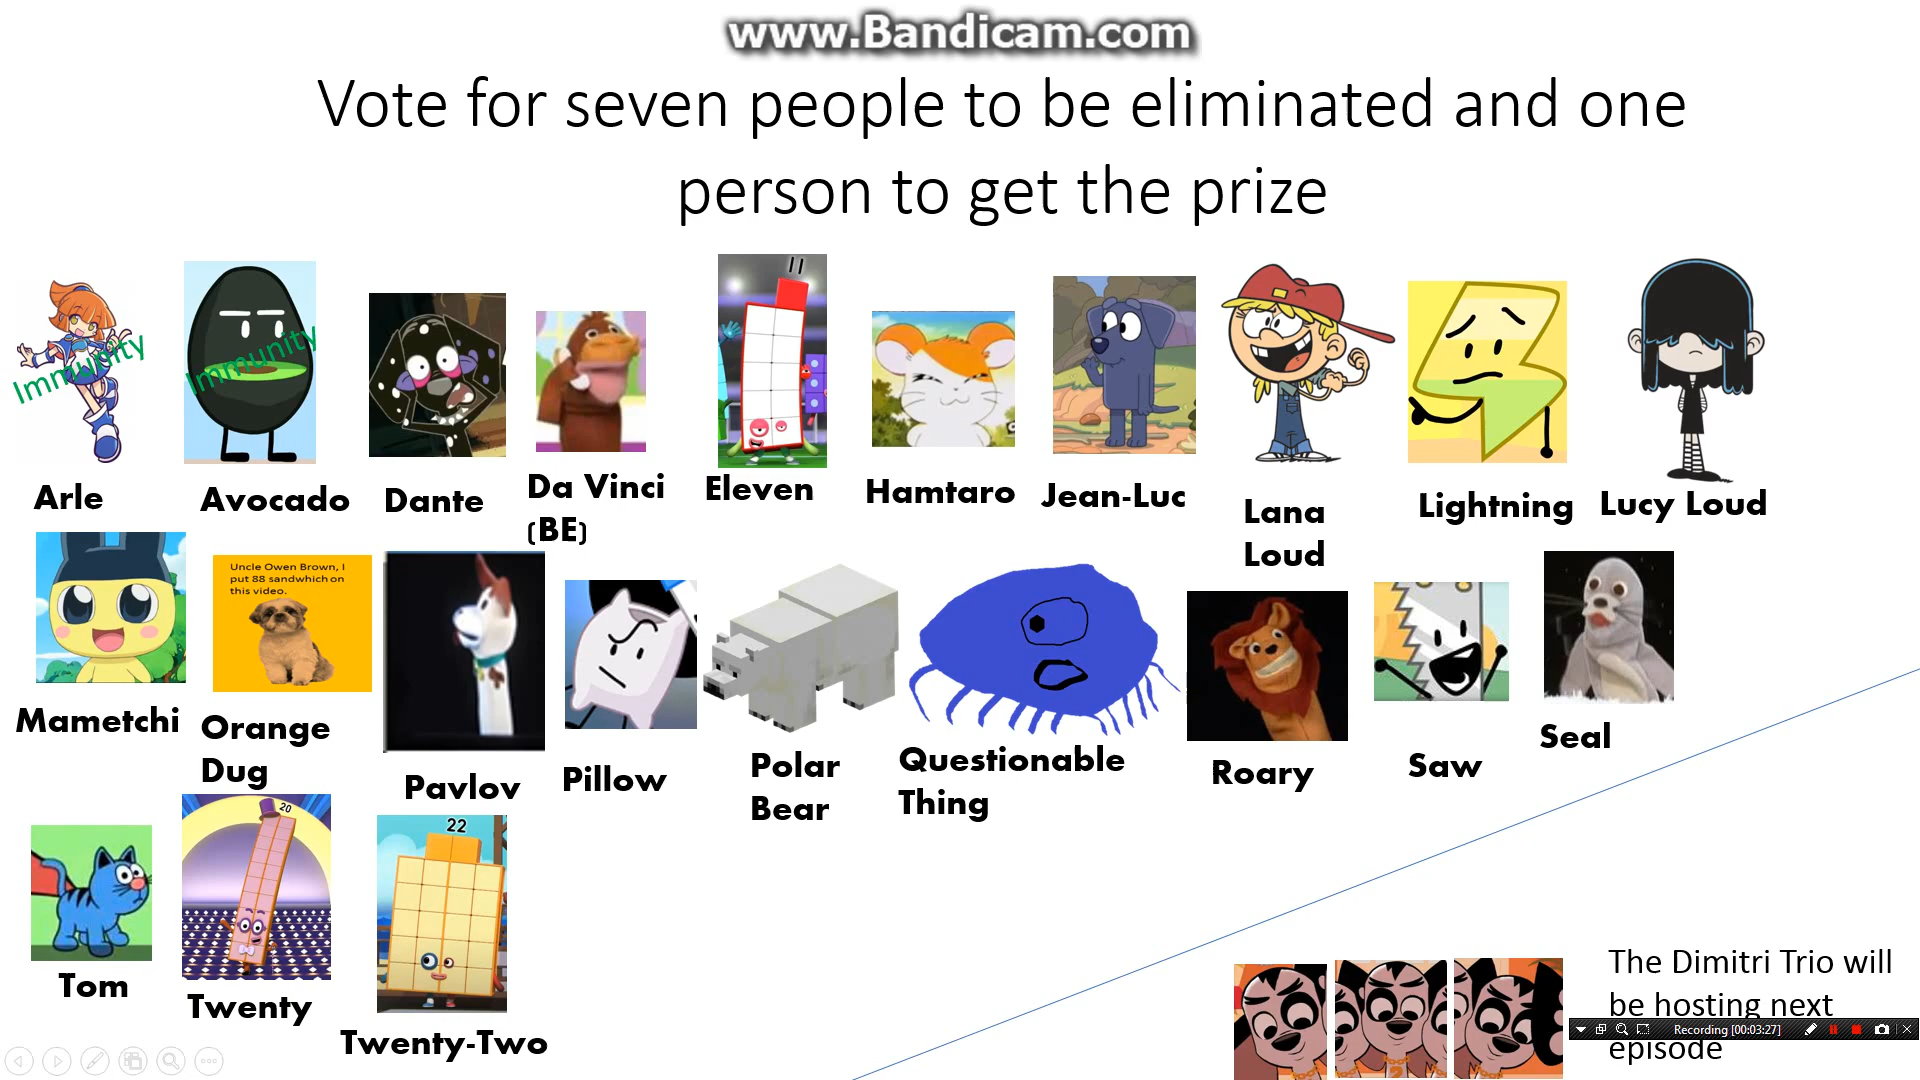 www.Bandicam.com
Vote for seven people to be eliminated and one
person to get the prize
Immunity
Immunity
11
Arle
Avocado
Dante
Da Vinci
(BE)
Eleven
Hamtaro
Jean-Luc
Lana
Loud
Lightning
Lucy Loud
Uncle Owen Brown, I
put 88 sandwhich on
this video.
Mametchi
Orange
Dug
Pavlov
Pillow
Polar
Bear
Questionable
Thing
Roary
Saw
Seal
20
22
Tom
Twenty
Twenty-Two
The Dimitri Trio will
be hosting next
episode
Recording [00:03:27]